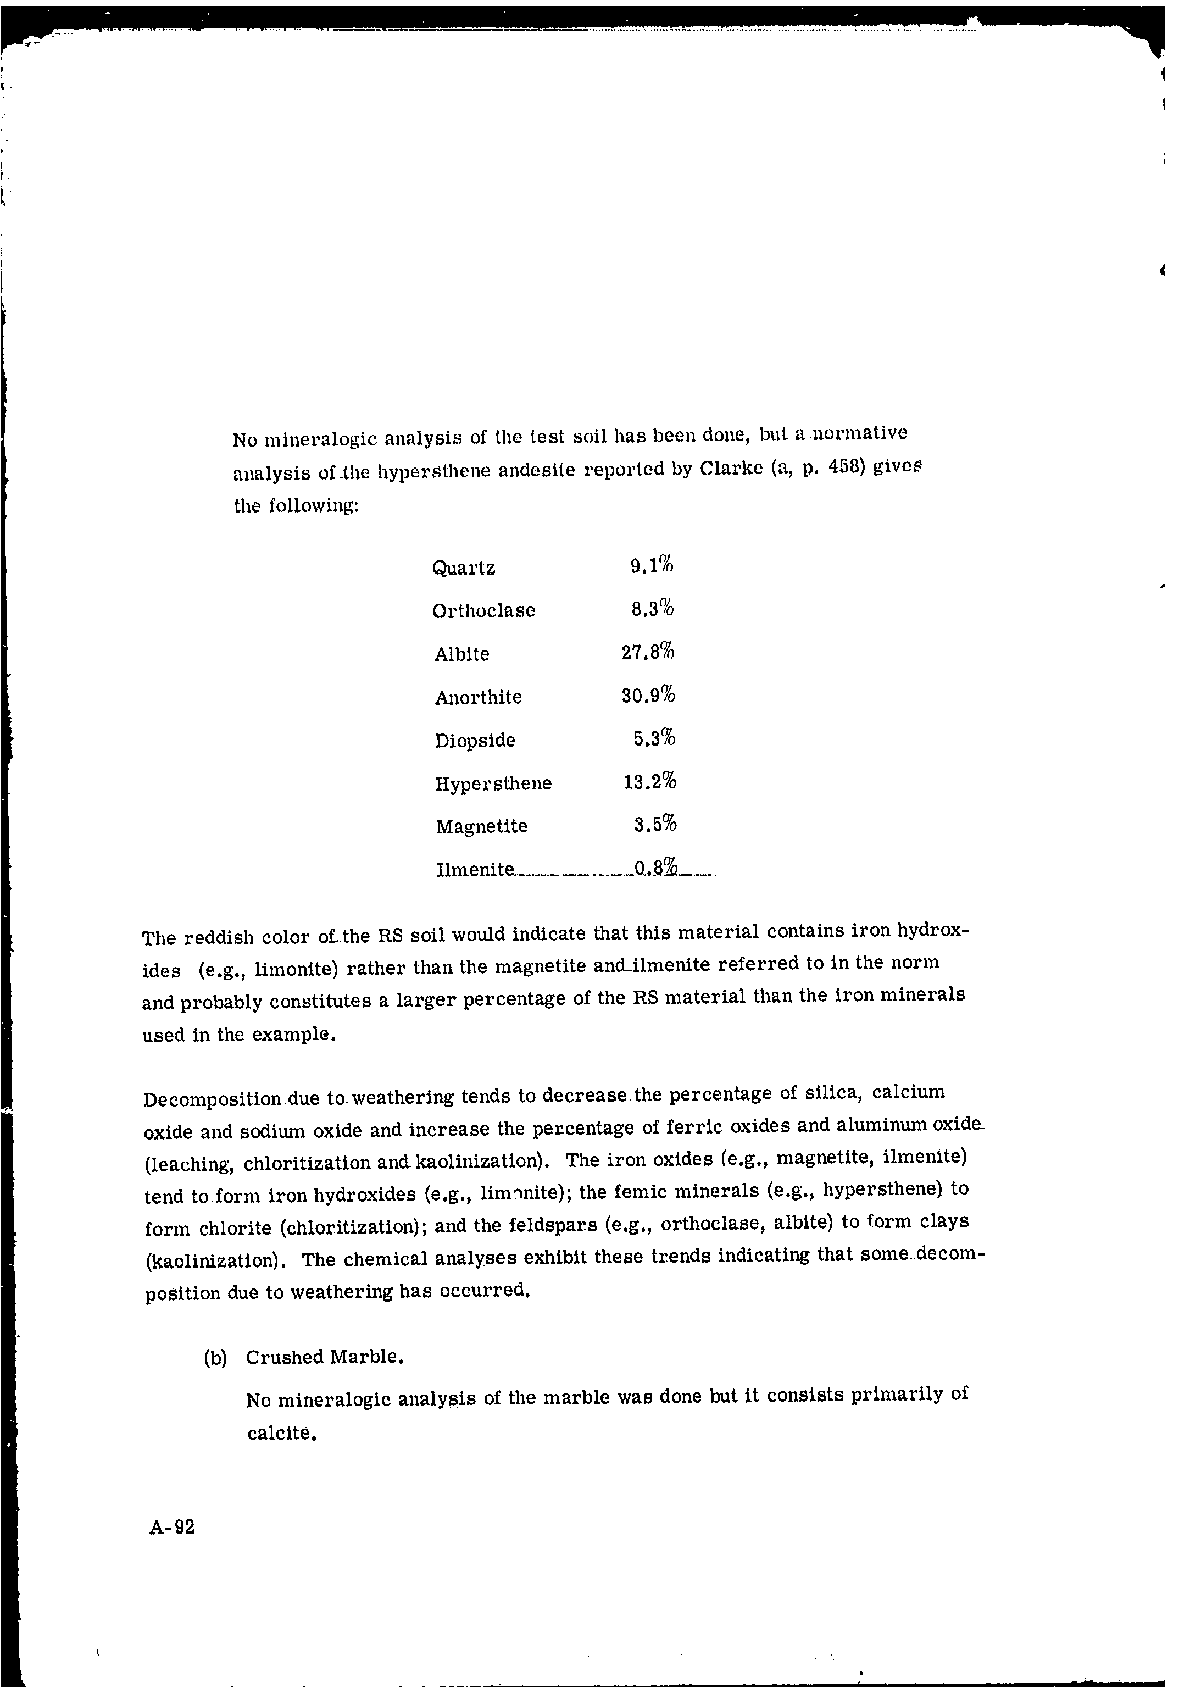 No mineralogic analysis of the test soil has been done, but a normative
analysis of the hypersthene andesite reported by Clarke (a, p. 458) gives
the following:
Quartz 9.1%
Orthoclase 8.3%
Albite 27.8%
Anorthite 30.9%
Diopside 5.3%
Hypersthene 13.2%
Magnetite 3.5%
Ilmenite 0.8%
The reddish color of the RS soil would indicate that this material contains iron hydrox-
ides (e.g., limonite) rather than the magnetite and ilmenite referred to in the norm
and probably constitutes a larger percentage of the RS material than the iron minerals
used in the example.
Decomposition due to weathering tends to decrease the percentage of silica, calcium
oxide and sodium oxide and increase the percentage of ferric oxides and aluminum oxide
(leaching, chloritization and kaolinization). The iron oxides (e.g., magnetite, ilmenite)
tend to form iron hydroxides (e.g., limonite); the femic minerals (e.g., hypersthene) to
form chlorite (chloritization); and the feldspars (e.g., orthoclase, albite) to form clays
(kaolinization). The chemical analyses exhibit these trends indicating that some decom-
position due to weathering has occurred.
(b) Crushed Marble.
No mineralogic analysis of the marble was done but it consists primarily of
calcite.
A-92